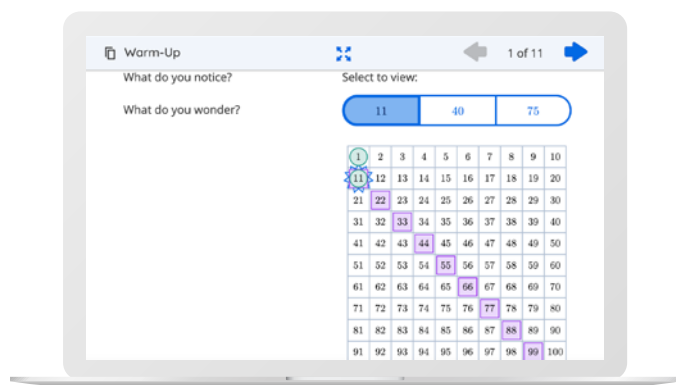 Warm-Up
1 of 11
What do you notice?
What do you wonder?
Select to view:
11 40 75
1 2 3 4 5 6 7 8 9 10
11 12 13 14 15 16 17 18 19 20
21 22 23 24 25 26 27 28 29 30
31 32 33 34 35 36 37 38 39 40
41 42 43 44 45 46 47 48 49 50
51 52 53 54 55 56 57 58 59 60
61 62 63 64 65 66 67 68 69 70
71 72 73 74 75 76 77 78 79 80
81 82 83 84 85 86 87 88 89 90
91 92 93 94 95 96 97 98 99 100